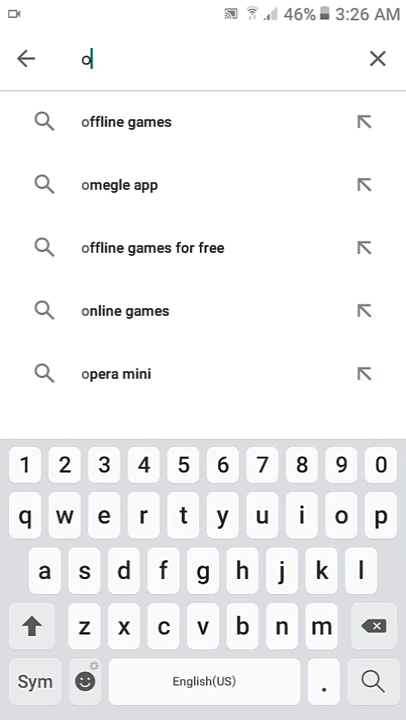 46% 3:26 AM
o
offline games
omegle app
offline games for free
online games
opera mini
1 2 3 4 5 6 7 8 9 0
q w e r t y u i o p
a s d f g h j k l
z x c v b n m
Sym English(US) .